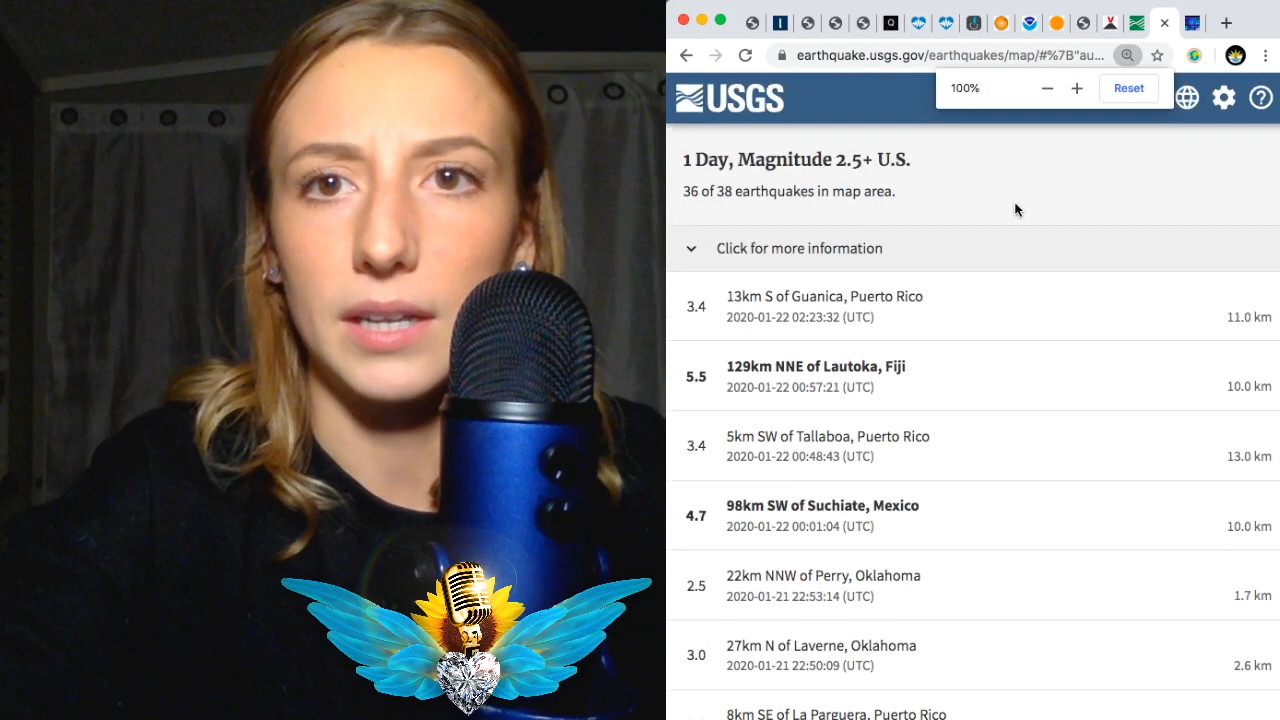 earthquake.usgs.gov/earthquakes/map/#%7B"au...
100%
Reset
USGS
1 Day, Magnitude 2.5+ U.S.
36 of 38 earthquakes in map area.
Click for more information
3.4
13km S of Guanica, Puerto Rico
2020-01-22 02:23:32 (UTC)
11.0 km
5.5
129km NNE of Lautoka, Fiji
2020-01-22 00:57:21 (UTC)
10.0 km
3.4
5km SW of Tallaboa, Puerto Rico
2020-01-22 00:48:43 (UTC)
13.0 km
4.7
98km SW of Suchiate, Mexico
2020-01-22 00:01:04 (UTC)
10.0 km
2.5
22km NNW of Perry, Oklahoma
2020-01-21 22:53:14 (UTC)
1.7 km
3.0
27km N of Laverne, Oklahoma
2020-01-21 22:50:09 (UTC)
2.6 km
8km SE of La Parguera, Puerto Rico